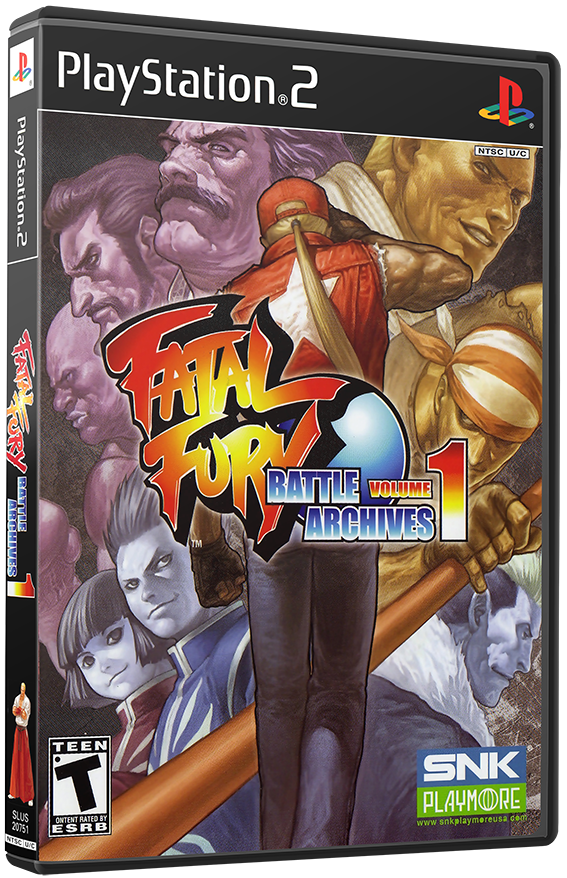 PlayStation®2
NTSC U/C
FATAL
FURY
BATTLE
ARCHIVES
VOLUME
1
™
TEEN
T
CONTENT RATED BY
ESRB
SNK®
PLAYMORE
www.snkplaymoreusa.com
PlayStation®2
FATAL FURY
BATTLE
ARCHIVES
1
SLUS
20751
NTSC U/C